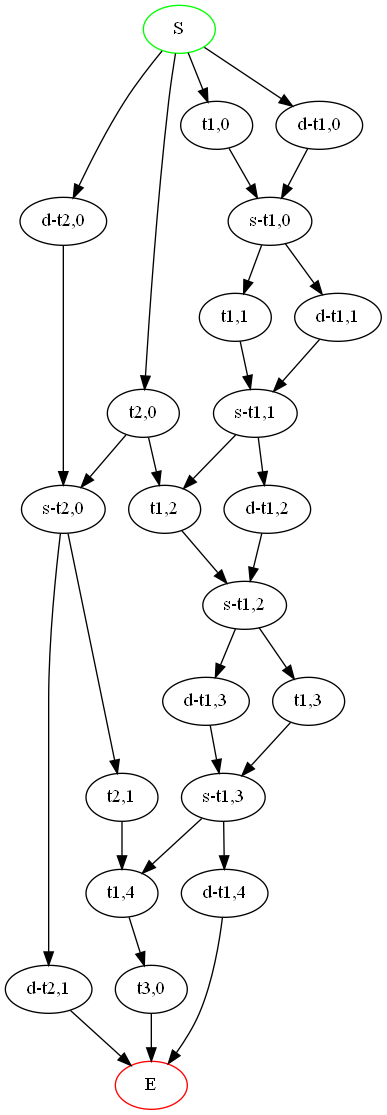 S
t1,0
d-t1,0
d-t2,0
s-t1,0
t1,1
d-t1,1
t2,0
s-t1,1
s-t2,0
t1,2
d-t1,2
s-t1,2
d-t1,3
t1,3
t2,1
s-t1,3
t1,4
d-t1,4
d-t2,1
t3,0
E